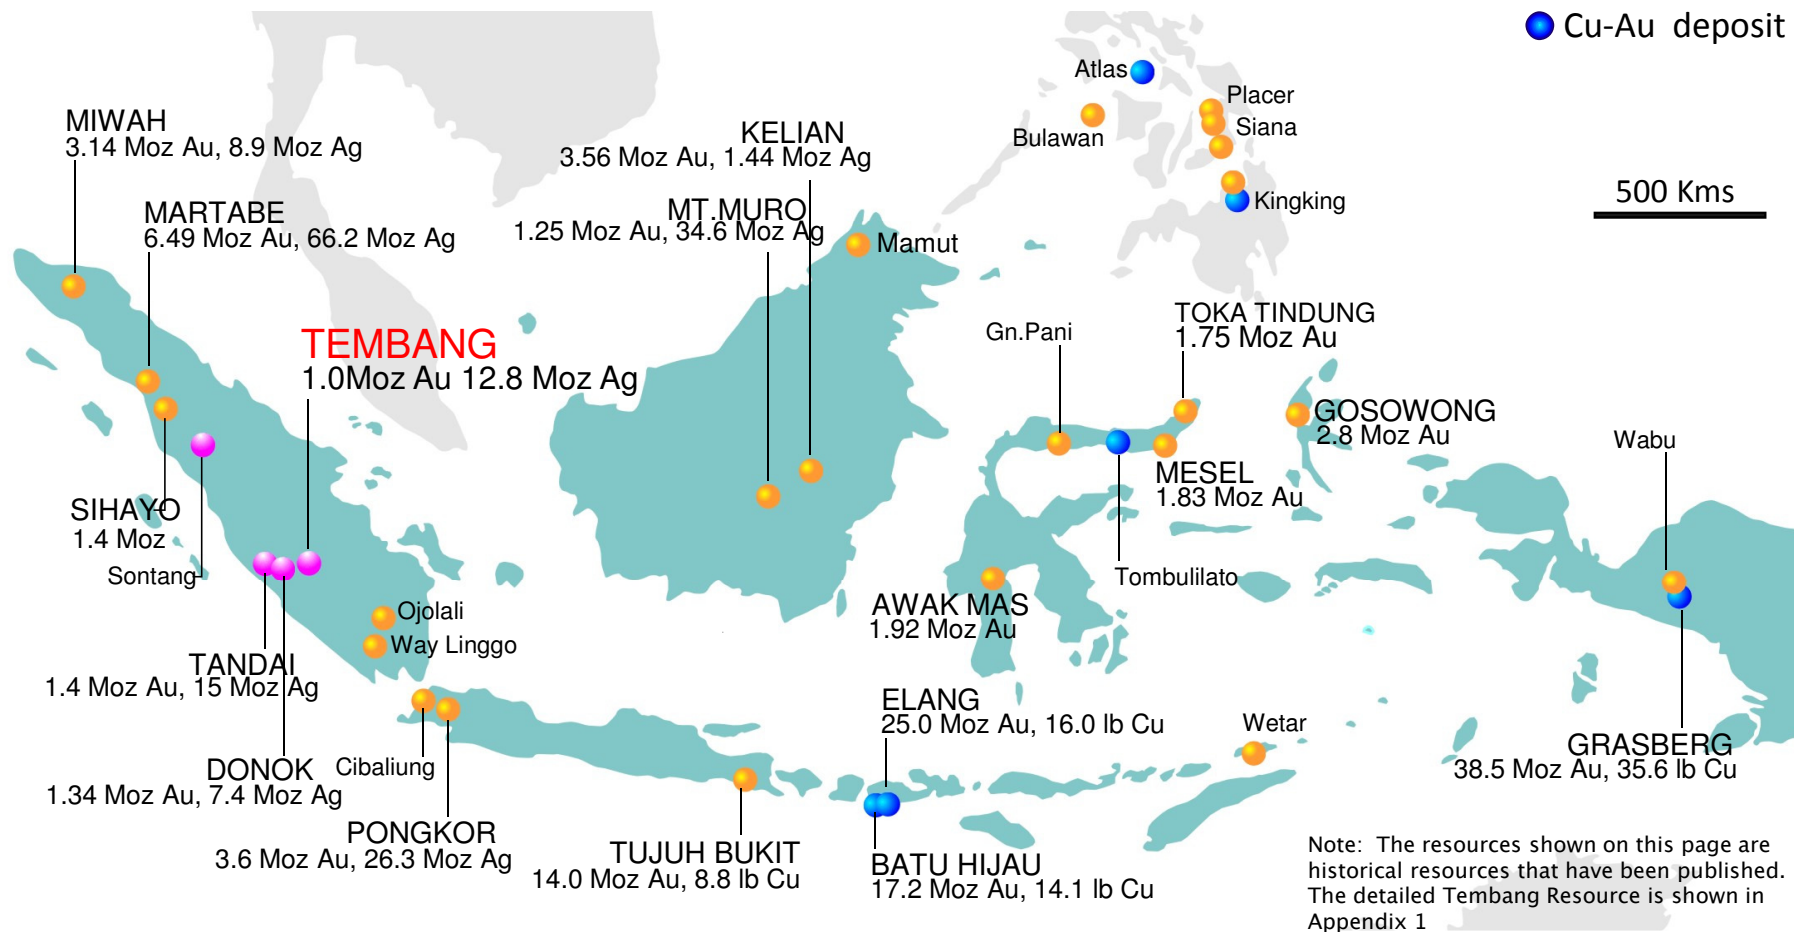 Cu-Au deposit
Atlas
Placer
Siana
Bulawan
Kingking
500 Kms
MIWAH
3.14 Moz Au, 8.9 Moz Ag
KELIAN
3.56 Moz Au, 1.44 Moz Ag
MARTABE
6.49 Moz Au, 66.2 Moz Ag
MT.MURO
1.25 Moz Au, 34.6 Moz Ag
Mamut
TEMBANG
1.0Moz Au 12.8 Moz Ag
Gn.Pani
TOKA TINDUNG
1.75 Moz Au
GOSOWONG
2.8 Moz Au
Wabu
MESEL
1.83 Moz Au
SIHAYO
1.4 Moz
Sontang
Tombulilato
AWAK MAS
1.92 Moz Au
Ojolali
Way Linggo
TANDAI
1.4 Moz Au, 15 Moz Ag
ELANG
25.0 Moz Au, 16.0 lb Cu
Wetar
GRASBERG
38.5 Moz Au, 35.6 lb Cu
DONOK
1.34 Moz Au, 7.4 Moz Ag
Cibaliung
PONGKOR
3.6 Moz Au, 26.3 Moz Ag
TUJUH BUKIT
14.0 Moz Au, 8.8 lb Cu
BATU HIJAU
17.2 Moz Au, 14.1 lb Cu
Note: The resources shown on this page are
historical resources that have been published.
The detailed Tembang Resource is shown in
Appendix 1